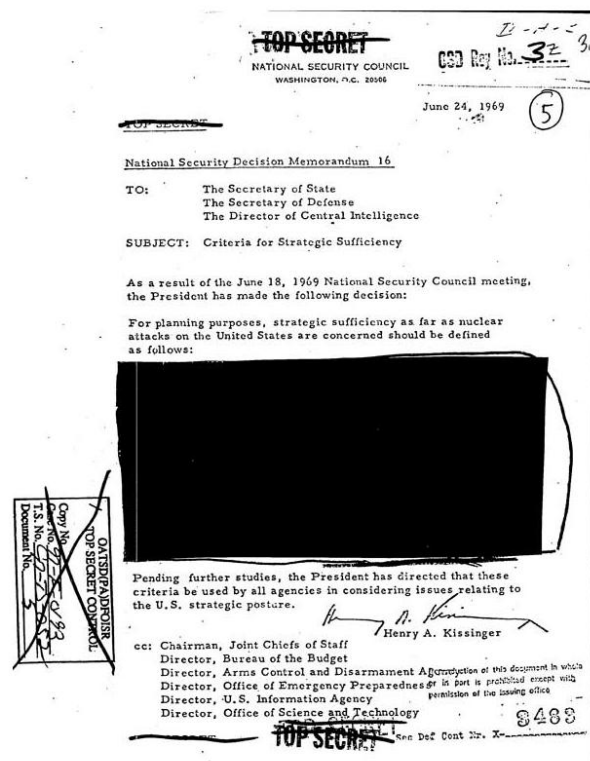 TOP SECRET
NATIONAL SECURITY COUNCIL
WASHINGTON, D.C. 20506
OSD Reg No. 32
June 24, 1969
5
TOP SECRET
National Security Decision Memorandum 16
TO: The Secretary of State
The Secretary of Defense
The Director of Central Intelligence
SUBJECT: Criteria for Strategic Sufficiency
As a result of the June 18, 1969 National Security Council meeting,
the President has made the following decision:
For planning purposes, strategic sufficiency as far as nuclear
attacks on the United States are concerned should be defined
as follows:
OATSD(PA)DFOISR
TOP SECRET CONTROL
Copy No.
Case No.
T.S. No.
Document No. 3
Pending further studies, the President has directed that these
criteria be used by all agencies in considering issues relating to
the U.S. strategic posture.
Henry A. Kissinger
cc: Chairman, Joint Chiefs of Staff
Director, Bureau of the Budget
Director, Arms Control and Disarmament
Director, Office of Emergency Preparedness
Director, U.S. Information Agency
Director, Office of Science and Technology
of this document in whole
or in part is prohibited except with
permission of the issuing office
8483
TOP SECRET
Sec Def Cont Nr. X-